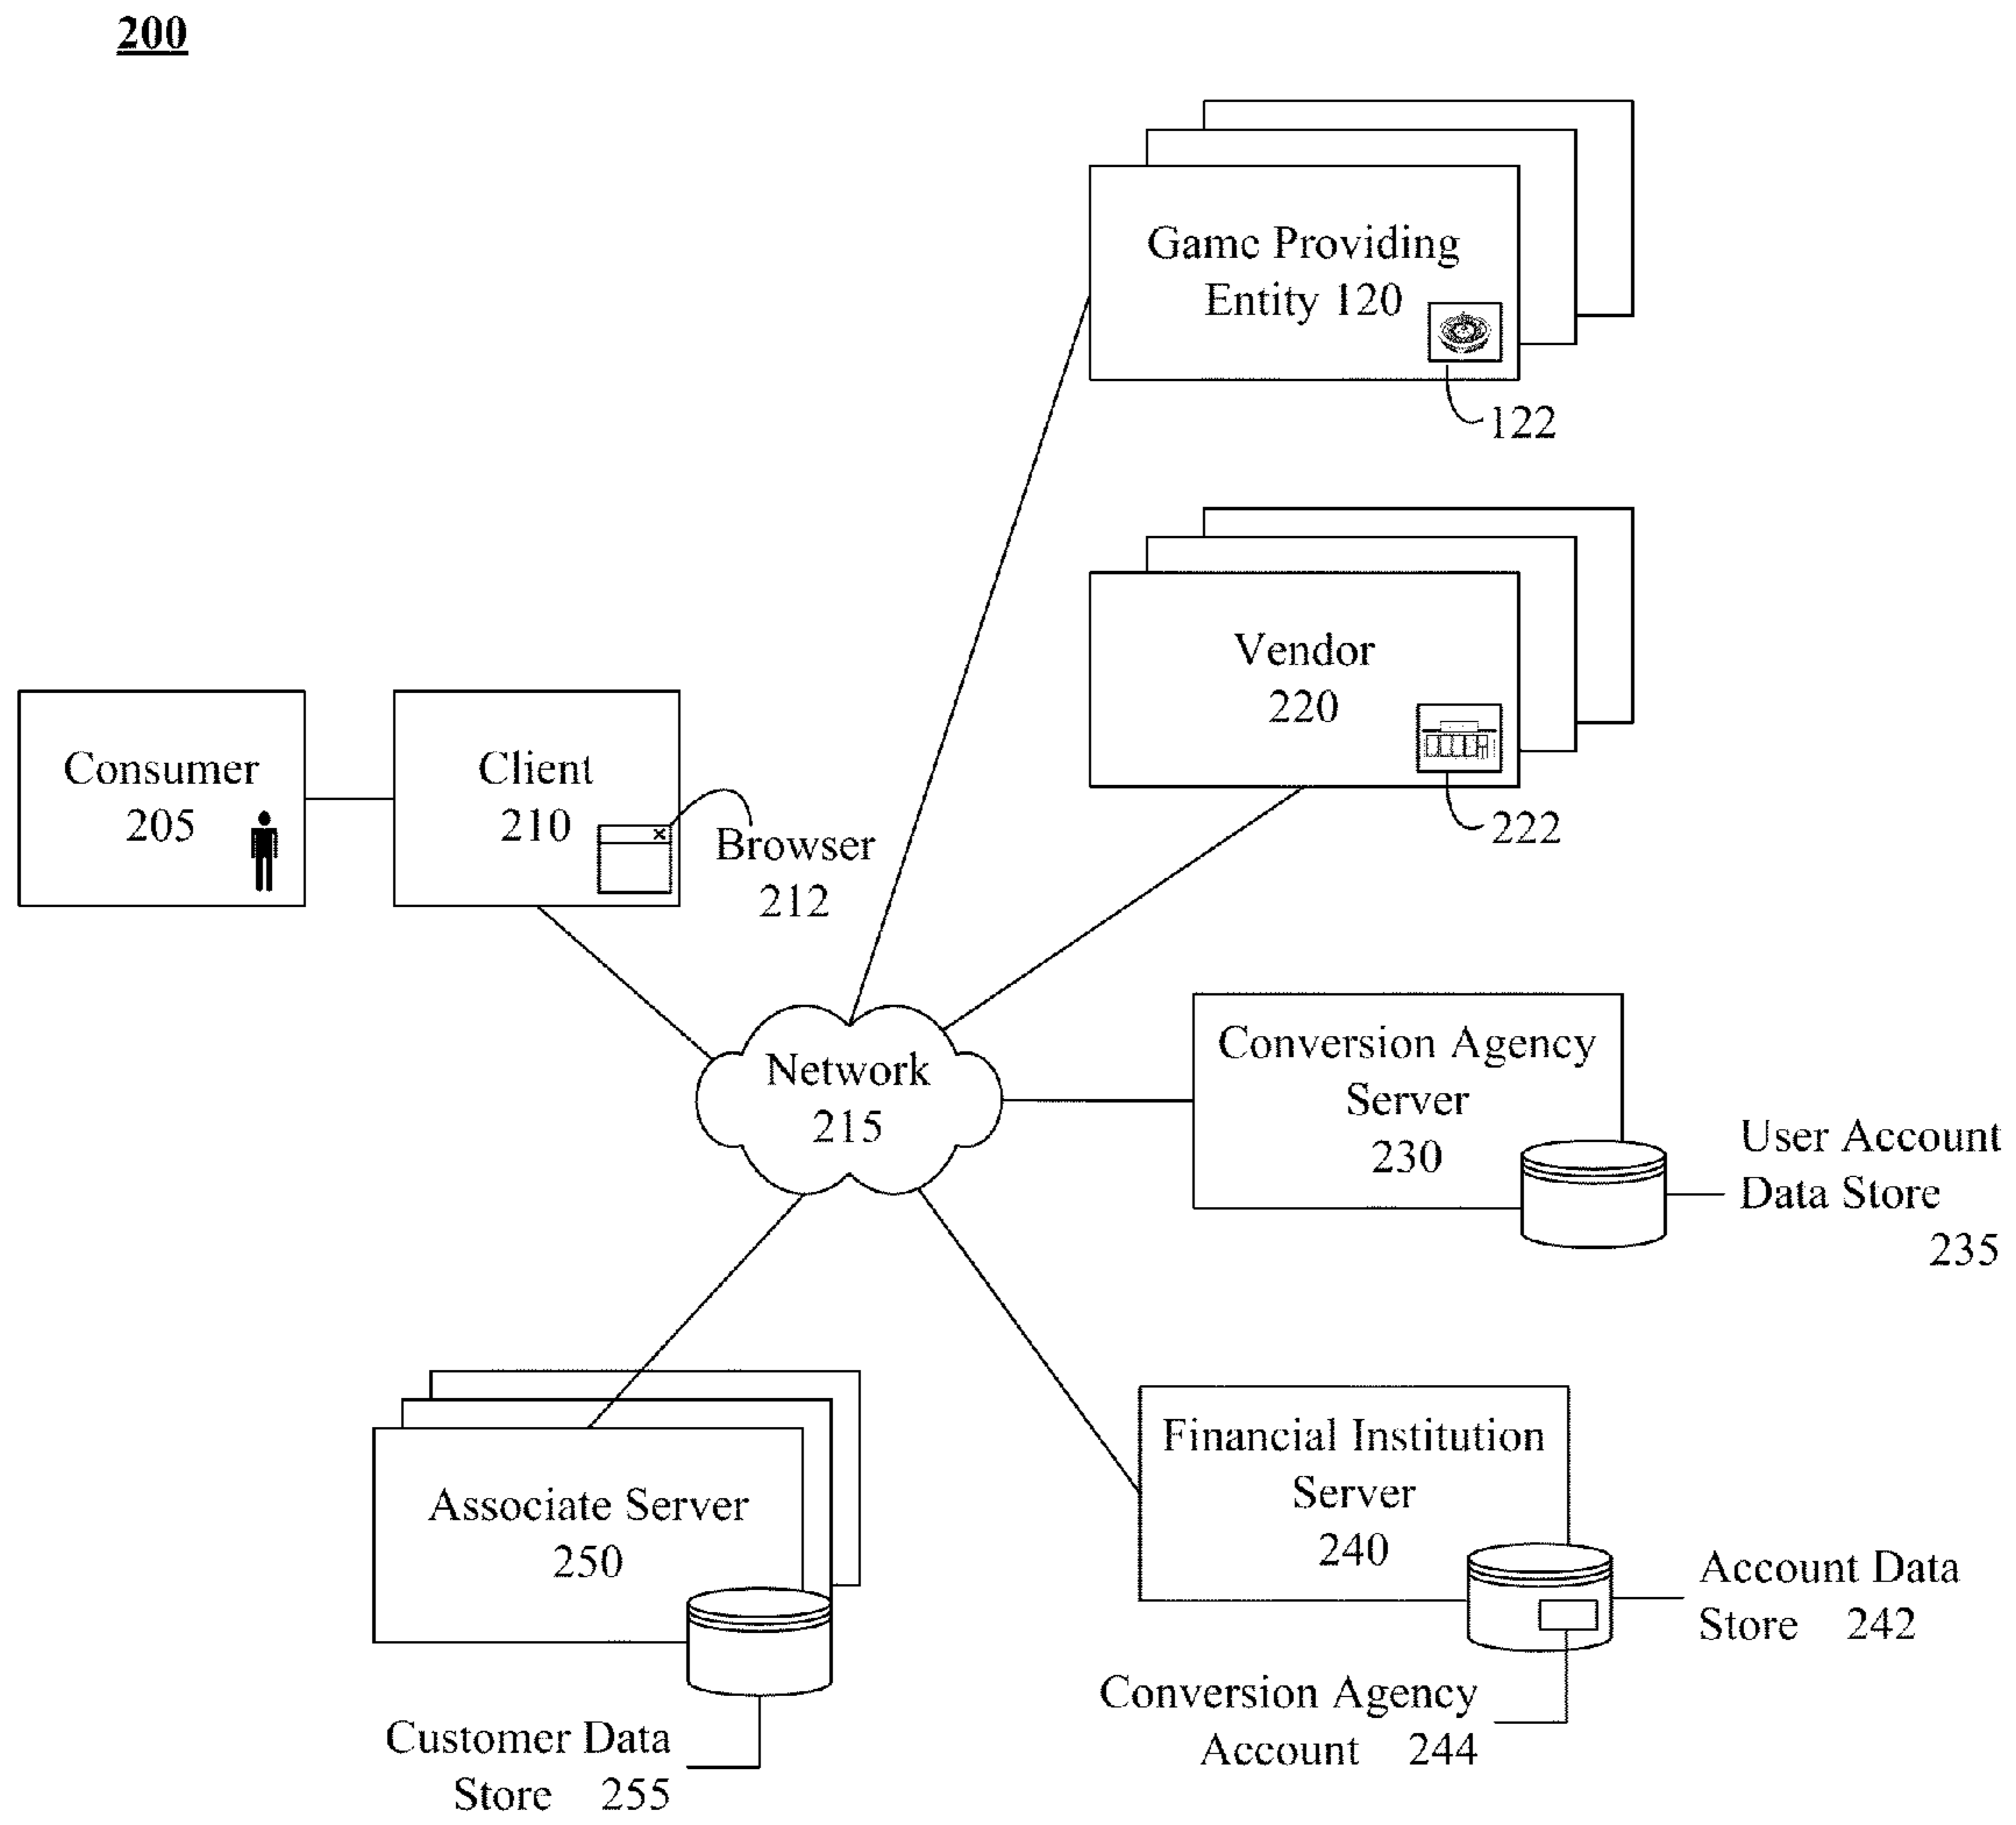 200
Game Providing
Entity 120
122
Vendor
220
222
Consumer
205
Client
210
Browser
212
Network
215
Conversion Agency
Server
230
User Account
Data Store
235
Associate Server
250
Customer Data
Store 255
Financial Institution
Server
240
Account Data
Store 242
Conversion Agency
Account 244